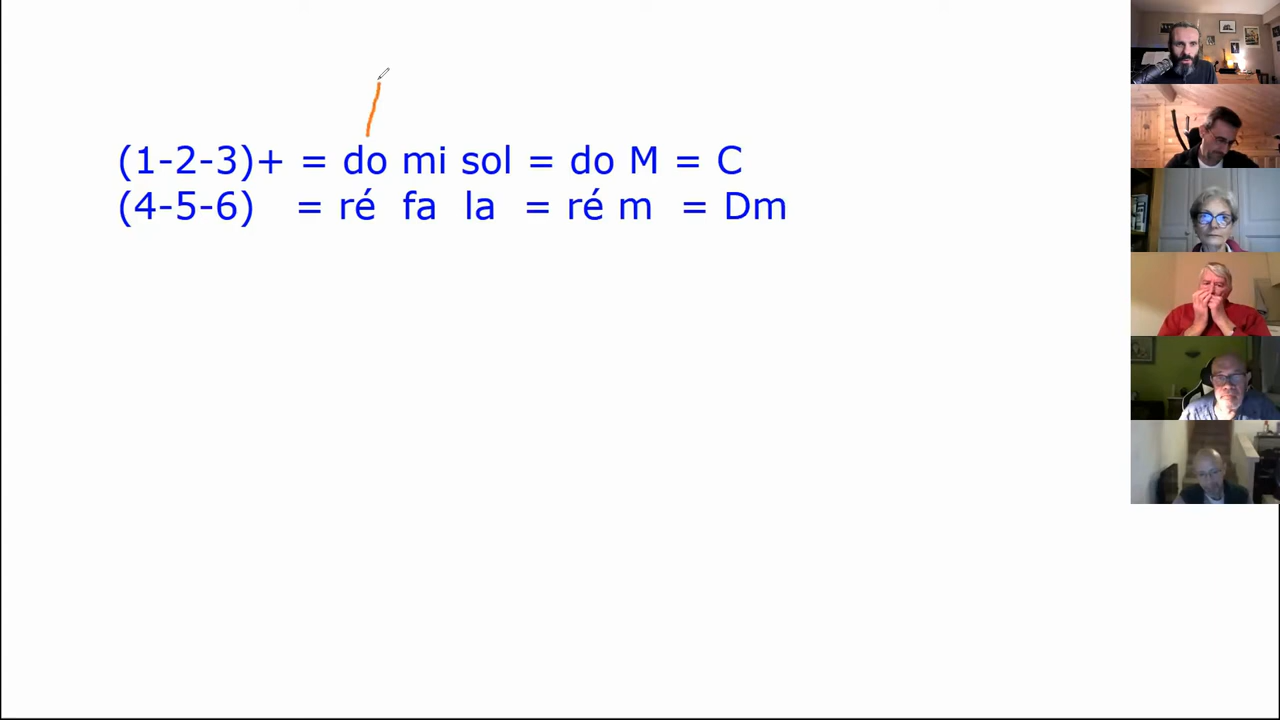 (1-2-3)+ = do mi sol = do M = C
(4-5-6) = ré fa la = ré m = Dm